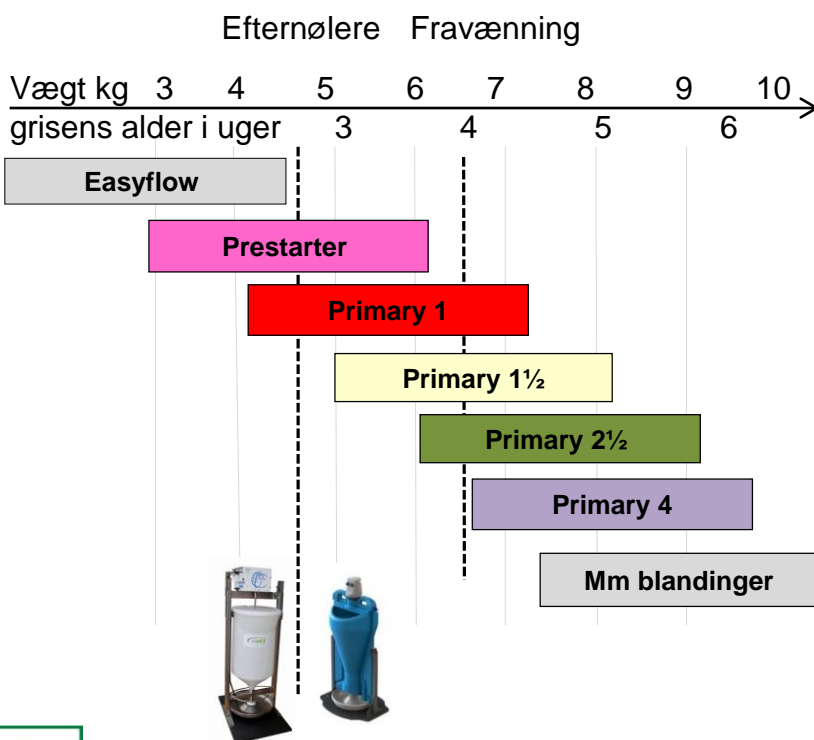 Efternølere Fravænning
Vægt kg 3 4 5 6 7 8 9 10
grisens alder i uger 3 4 5 6
Easyflow
Prestarter
Primary 1
Primary 1½
Primary 2½
Primary 4
Mm blandinger